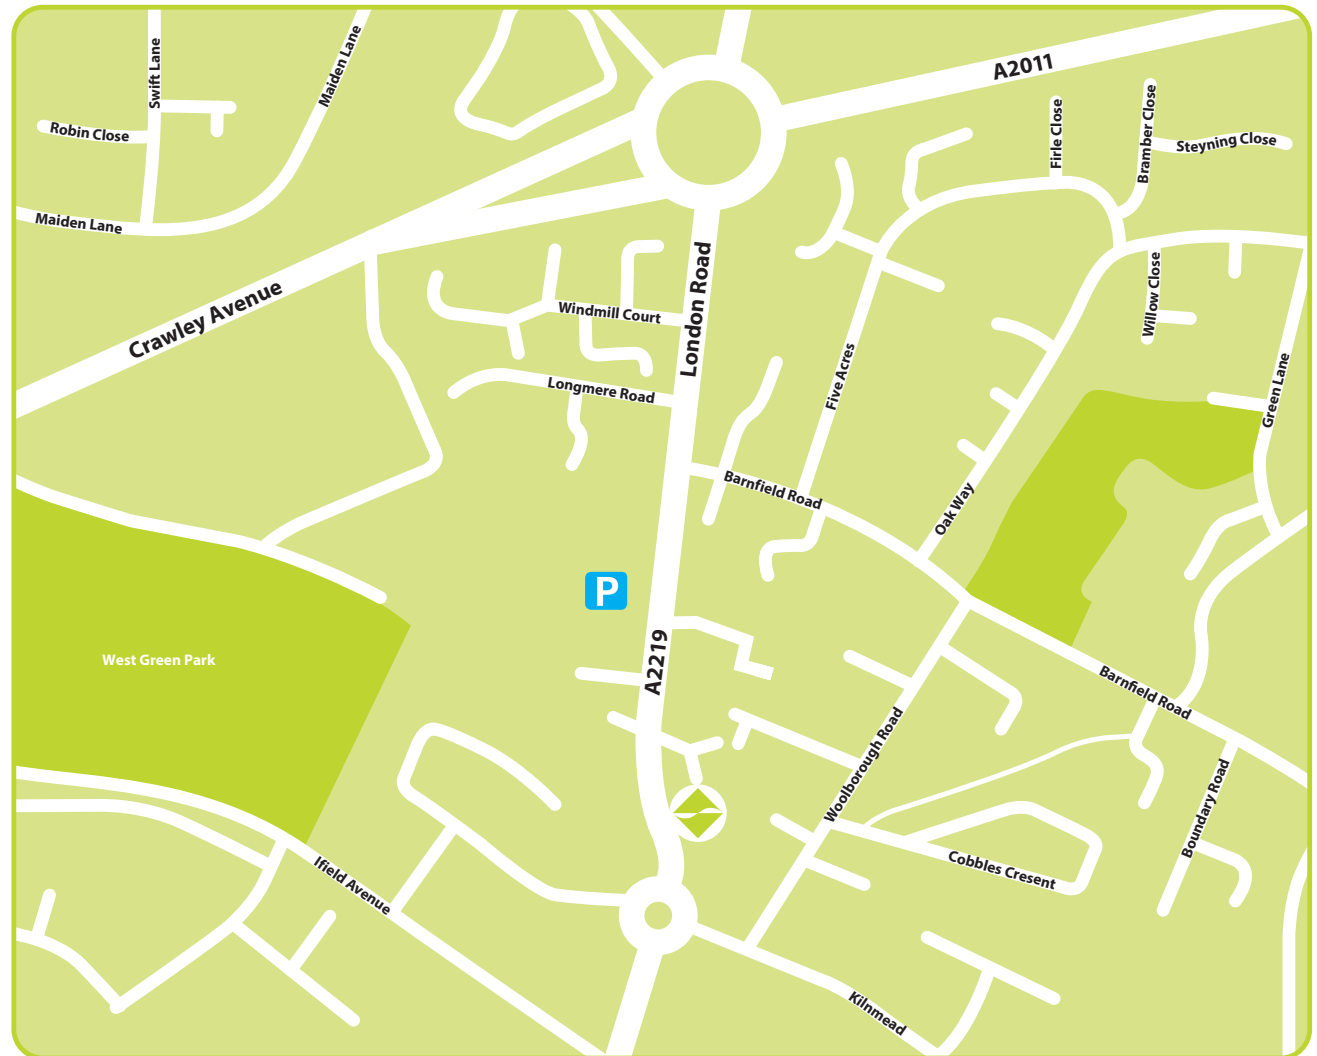 A2011
Swift Lane
Maiden Lane
Robin Close
Firle Close
Bramber Close
Steyning Close
Maiden Lane
London Road
Willow Close
Crawley Avenue
Windmill Court
Longmere Road
Five Acres
Green Lane
Barnfield Road
Oak Way
P
A2219
West Green Park
Barnfield Road
Woolborough Road
Boundary Road
Ifield Avenue
Cobbles Cresent
Kilnmead